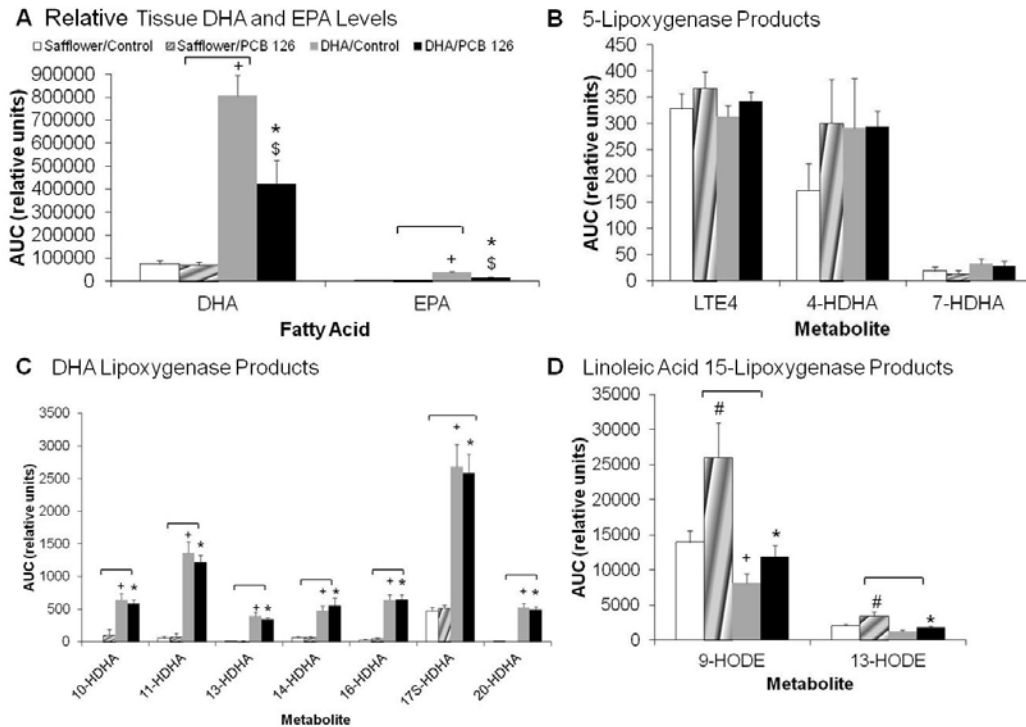 A Relative Tissue DHA and EPA Levels
Safflower/Control Safflower/PCB 126 DHA/Control DHA/PCB 126
AUC (relative units)
900000
800000
700000
600000
500000
400000
300000
200000
100000
0
+
*
$
+
*
$
DHA EPA
Fatty Acid
B 5-Lipoxygenase Products
AUC (relative units)
450
400
350
300
250
200
150
100
50
0
LTE4 4-HDHA 7-HDHA
Metabolite
C DHA Lipoxygenase Products
AUC (relative units)
3500
3000
2500
2000
1500
1000
500
0
+ * + * + * + * + * + * + *
10-HDHA 11-HDHA 13-HDHA 14-HDHA 16-HDHA 17S-HDHA 20-HDHA
Metabolite
D Linoleic Acid 15-Lipoxygenase Products
AUC (relative units)
35000
30000
25000
20000
15000
10000
5000
0
# + * # *
9-HODE 13-HODE
Metabolite